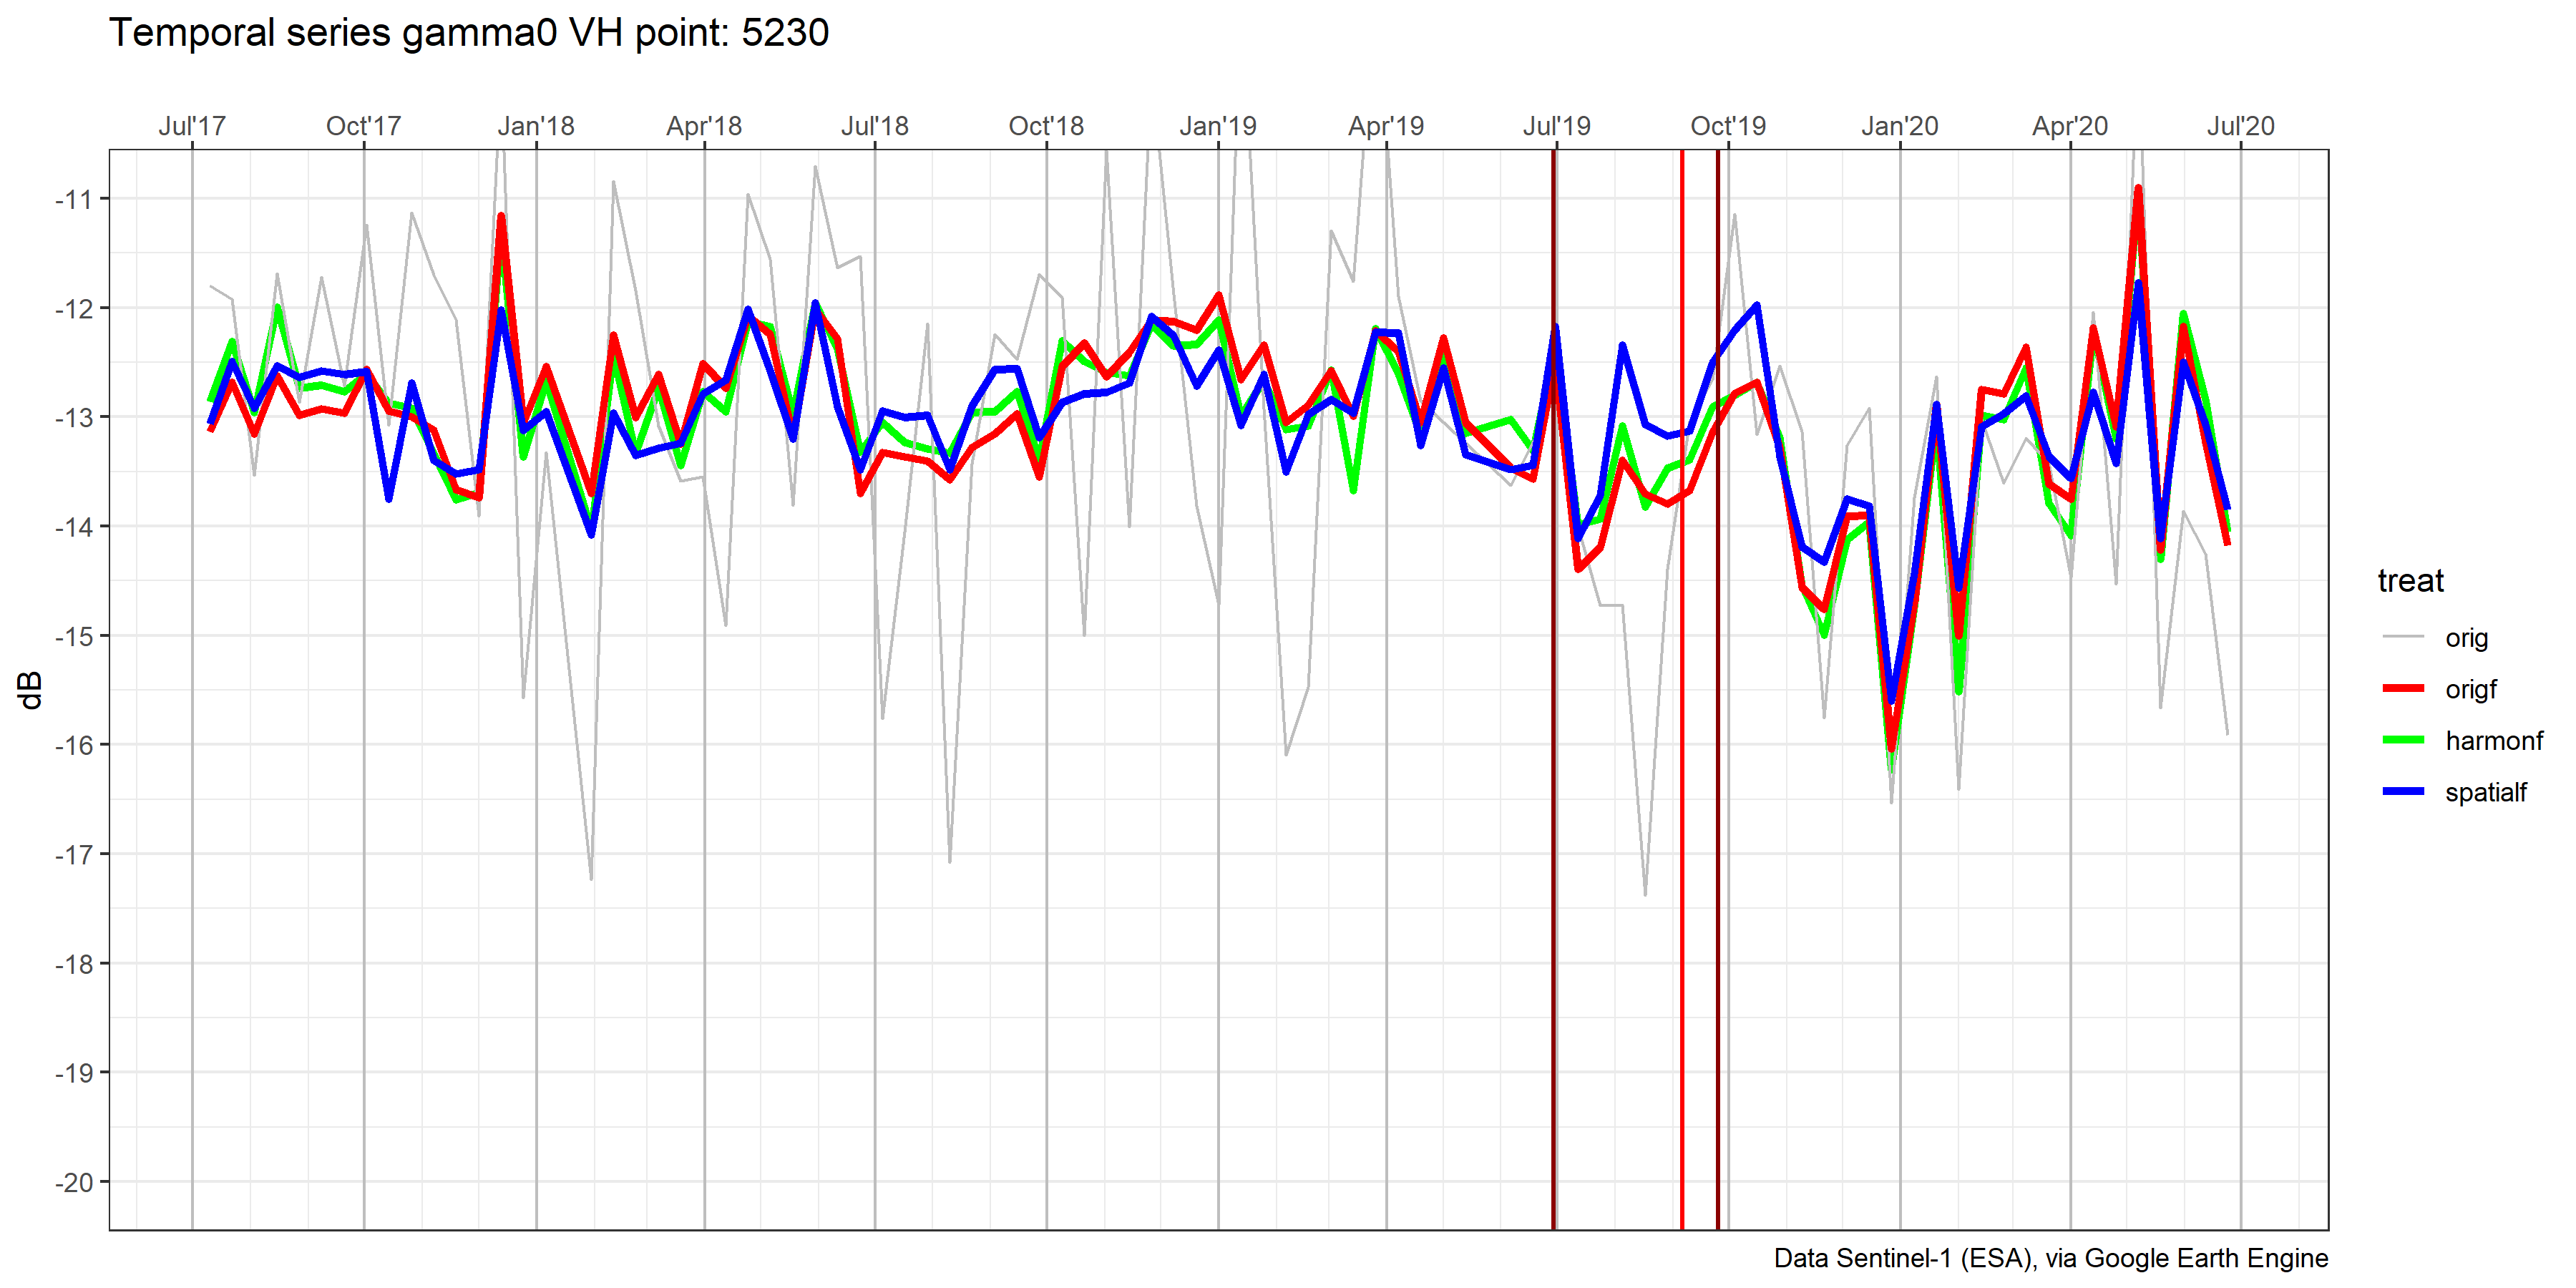 Temporal series gamma0 VH point: 5230
Jul'17 Oct'17 Jan'18 Apr'18 Jul'18 Oct'18 Jan'19 Apr'19 Jul'19 Oct'19 Jan'20 Apr'20 Jul'20
-11
-12
-13
-14
-15
-16
-17
-18
-19
-20
dB
treat
orig
origf
harmonf
spatialf
Data Sentinel-1 (ESA), via Google Earth Engine